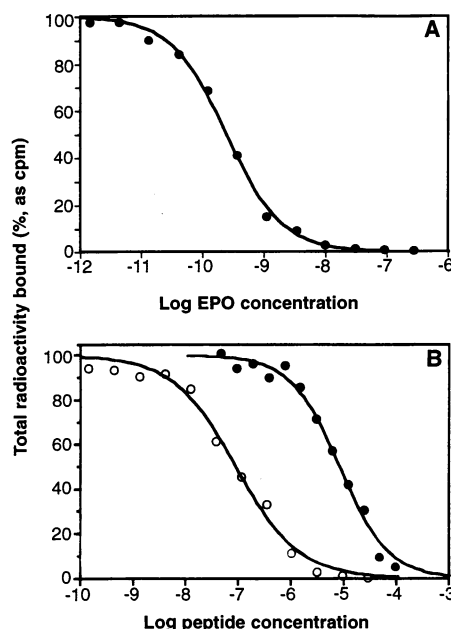 A
100
80
60
40
20
0
-12 -11 -10 -9 -8 -7 -6
Log EPO concentration
Total radioactivity bound (%, as cpm)
B
100
80
60
40
20
0
-10 -9 -8 -7 -6 -5 -4 -3
Log peptide concentration